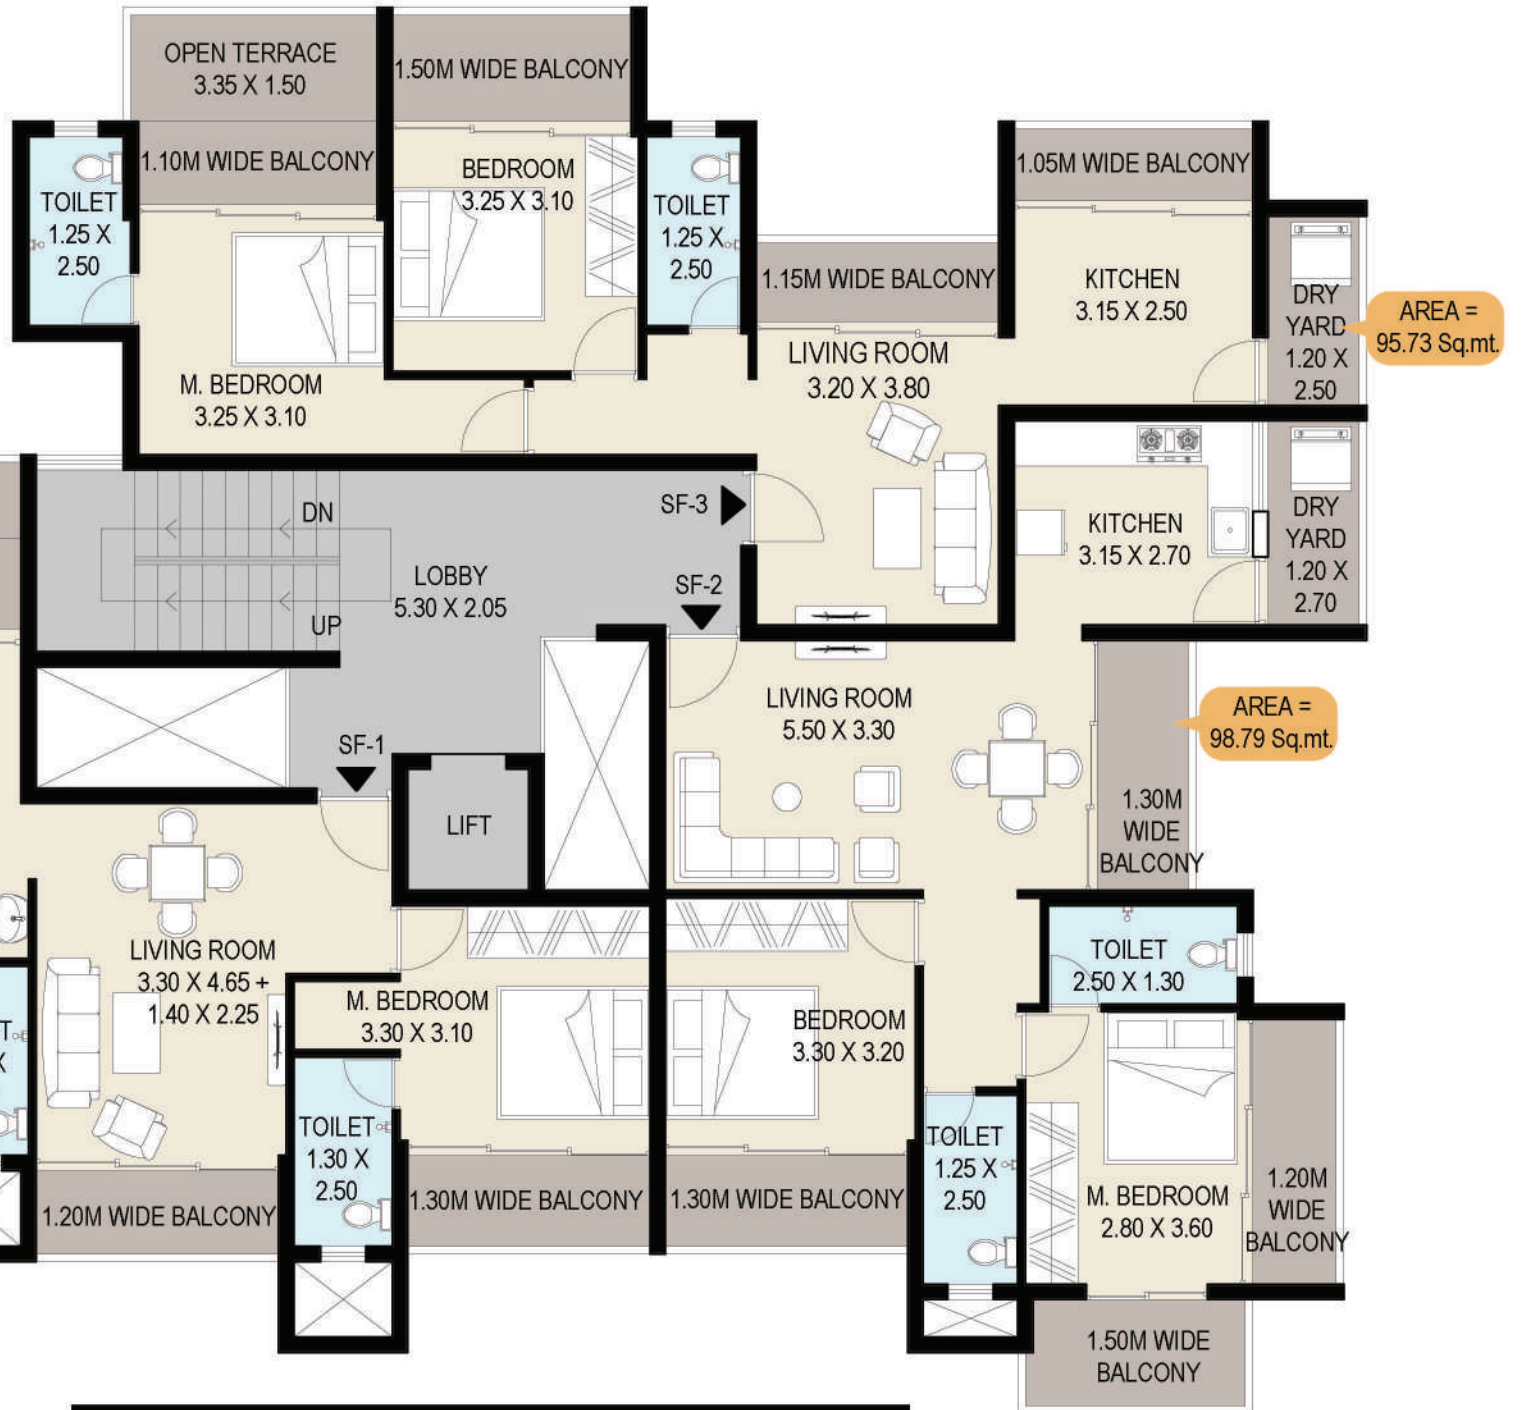 OPEN TERRACE
3.35 X 1.50
1.50M WIDE BALCONY
1.10M WIDE BALCONY
TOILET
1.25 X
2.50
BEDROOM
3.25 X 3.10
TOILET
1.25 X
2.50
1.05M WIDE BALCONY
1.15M WIDE BALCONY
KITCHEN
3.15 X 2.50
DRY
YARD
1.20 X
2.50
AREA =
95.73 Sq.mt.
M. BEDROOM
3.25 X 3.10
LIVING ROOM
3.20 X 3.80
DN
UP
LOBBY
5.30 X 2.05
SF-3
SF-2
KITCHEN
3.15 X 2.70
DRY
YARD
1.20 X
2.70
LIVING ROOM
5.50 X 3.30
AREA =
98.79 Sq.mt.
SF-1
LIFT
1.30M
WIDE
BALCONY
LIVING ROOM
3.30 X 4.65 +
1.40 X 2.25
M. BEDROOM
3.30 X 3.10
BEDROOM
3.30 X 3.20
TOILET
2.50 X 1.30
T
X
TOILET
1.30 X
2.50
TOILET
1.25 X
2.50
M. BEDROOM
2.80 X 3.60
1.20M
WIDE
BALCONY
1.20M WIDE BALCONY
1.30M WIDE BALCONY
1.30M WIDE BALCONY
1.50M WIDE
BALCONY